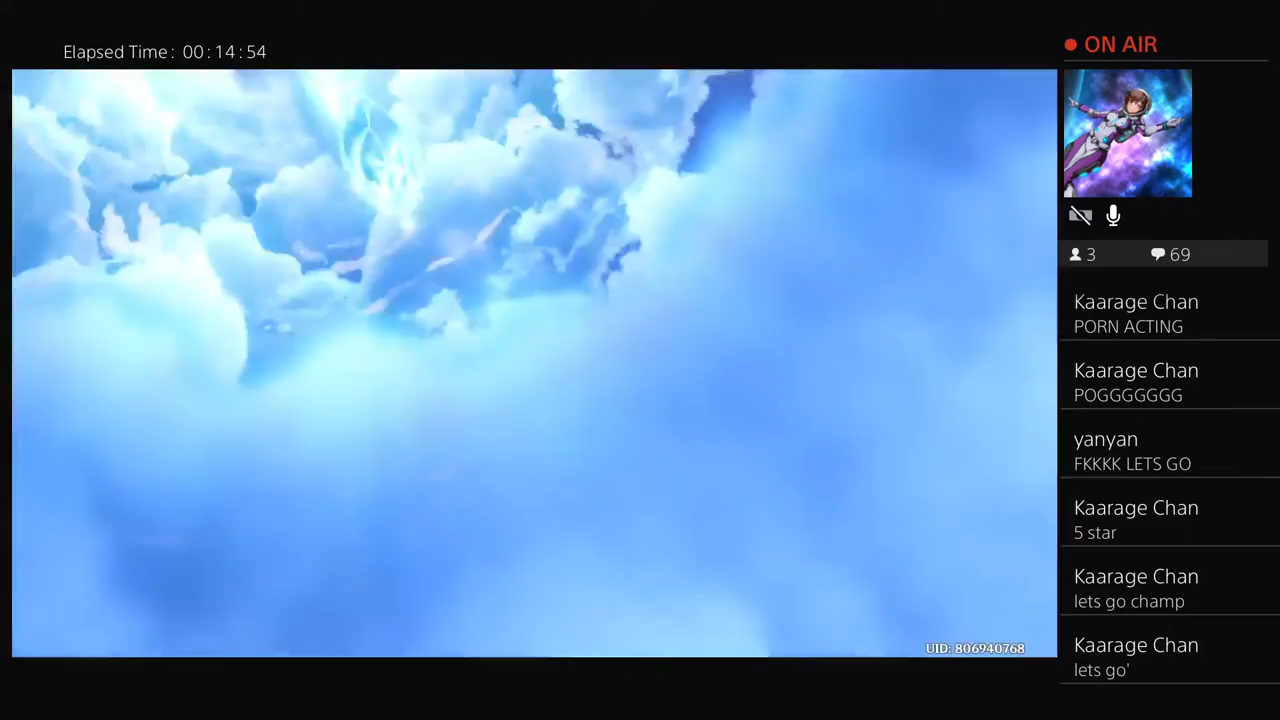 Elapsed Time: 00:14:54
ON AIR
3
69
Kaarage Chan
PORN ACTING
Kaarage Chan
POGGGGGGG
yanyan
FKKKK LETS GO
Kaarage Chan
5 star
Kaarage Chan
lets go champ
Kaarage Chan
lets go'
UID: 806940768